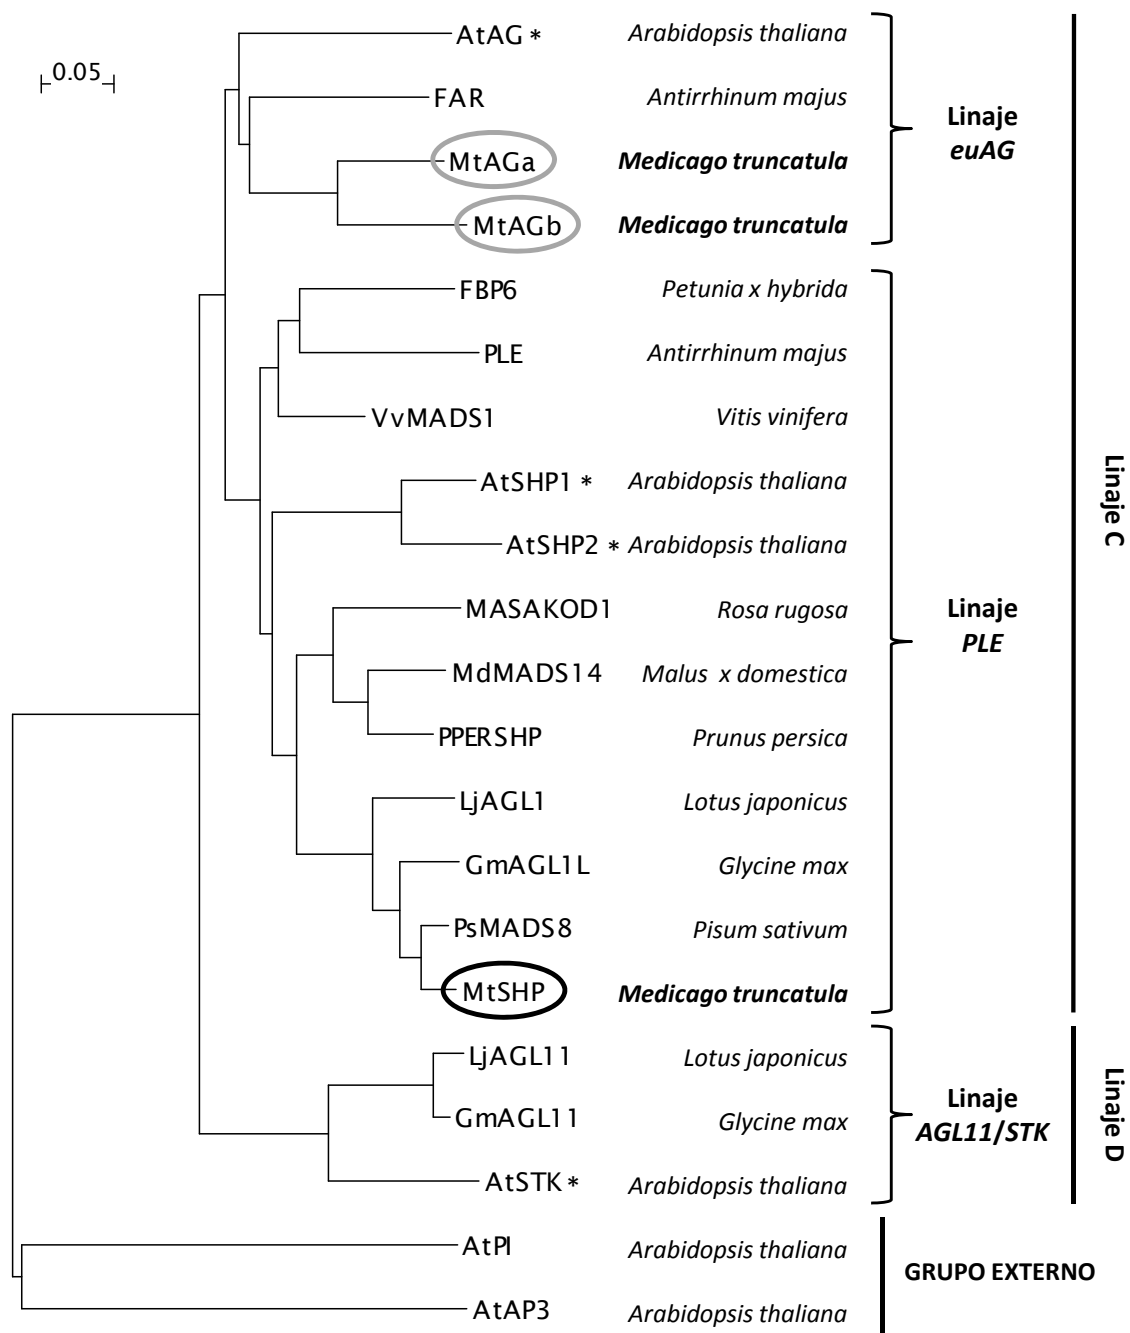 AtAG * Arabidopsis thaliana
0.05
FAR Antirrhinum majus
Linaje
euAG
MtAGa Medicago truncatula
MtAGb Medicago truncatula
FBP6 Petunia x hybrida
PLE Antirrhinum majus
VvMADS1 Vitis vinifera
AtSHP1 * Arabidopsis thaliana
Linaje C
AtSHP2 * Arabidopsis thaliana
MASAKOD1 Rosa rugosa
Linaje
PLE
MdMADS14 Malus x domestica
PPERSHP Prunus persica
LjAGL1 Lotus japonicus
GmAGL1L Glycine max
PsMADS8 Pisum sativum
MtSHP Medicago truncatula
LjAGL11 Lotus japonicus
Linaje
AGL11/STK
Linaje D
GmAGL11 Glycine max
AtSTK * Arabidopsis thaliana
AtPI Arabidopsis thaliana
GRUPO EXTERNO
AtAP3 Arabidopsis thaliana